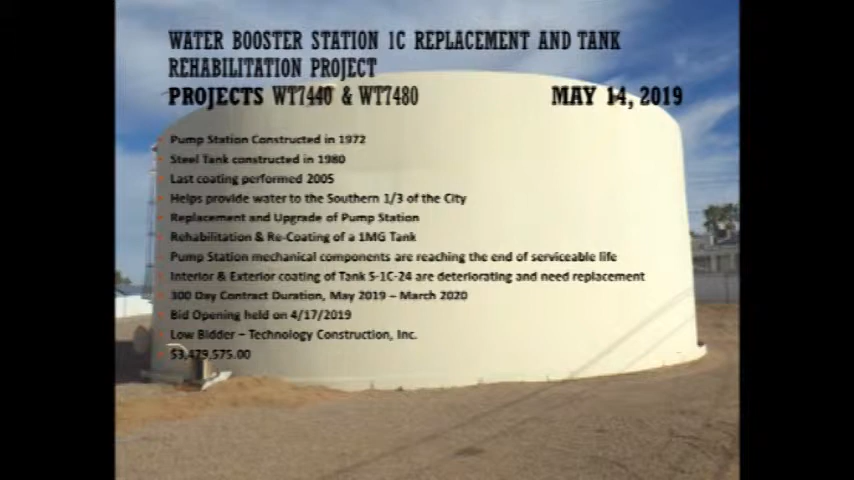 WATER BOOSTER STATION 1C REPLACEMENT AND TANK
REHABILITATION PROJECT
PROJECTS WT7440 & WT7480 MAY 14, 2019
Pump Station Constructed in 1972
Steel Tank constructed in 1980
Last coating performed 2005
Helps provide water to the Southern 1/3 of the City
Replacement and Upgrade of Pump Station
Rehabilitation & Re-Coating of a 1MG Tank
Pump Station mechanical components are reaching the end of serviceable life
Interior & Exterior coating of Tank S-1C-24 are deteriorating and need replacement
300 Day Contract Duration, May 2019 – March 2020
Bid Opening held on 4/17/2019
Low Bidder – Technology Construction, Inc.
$3,479,575.00